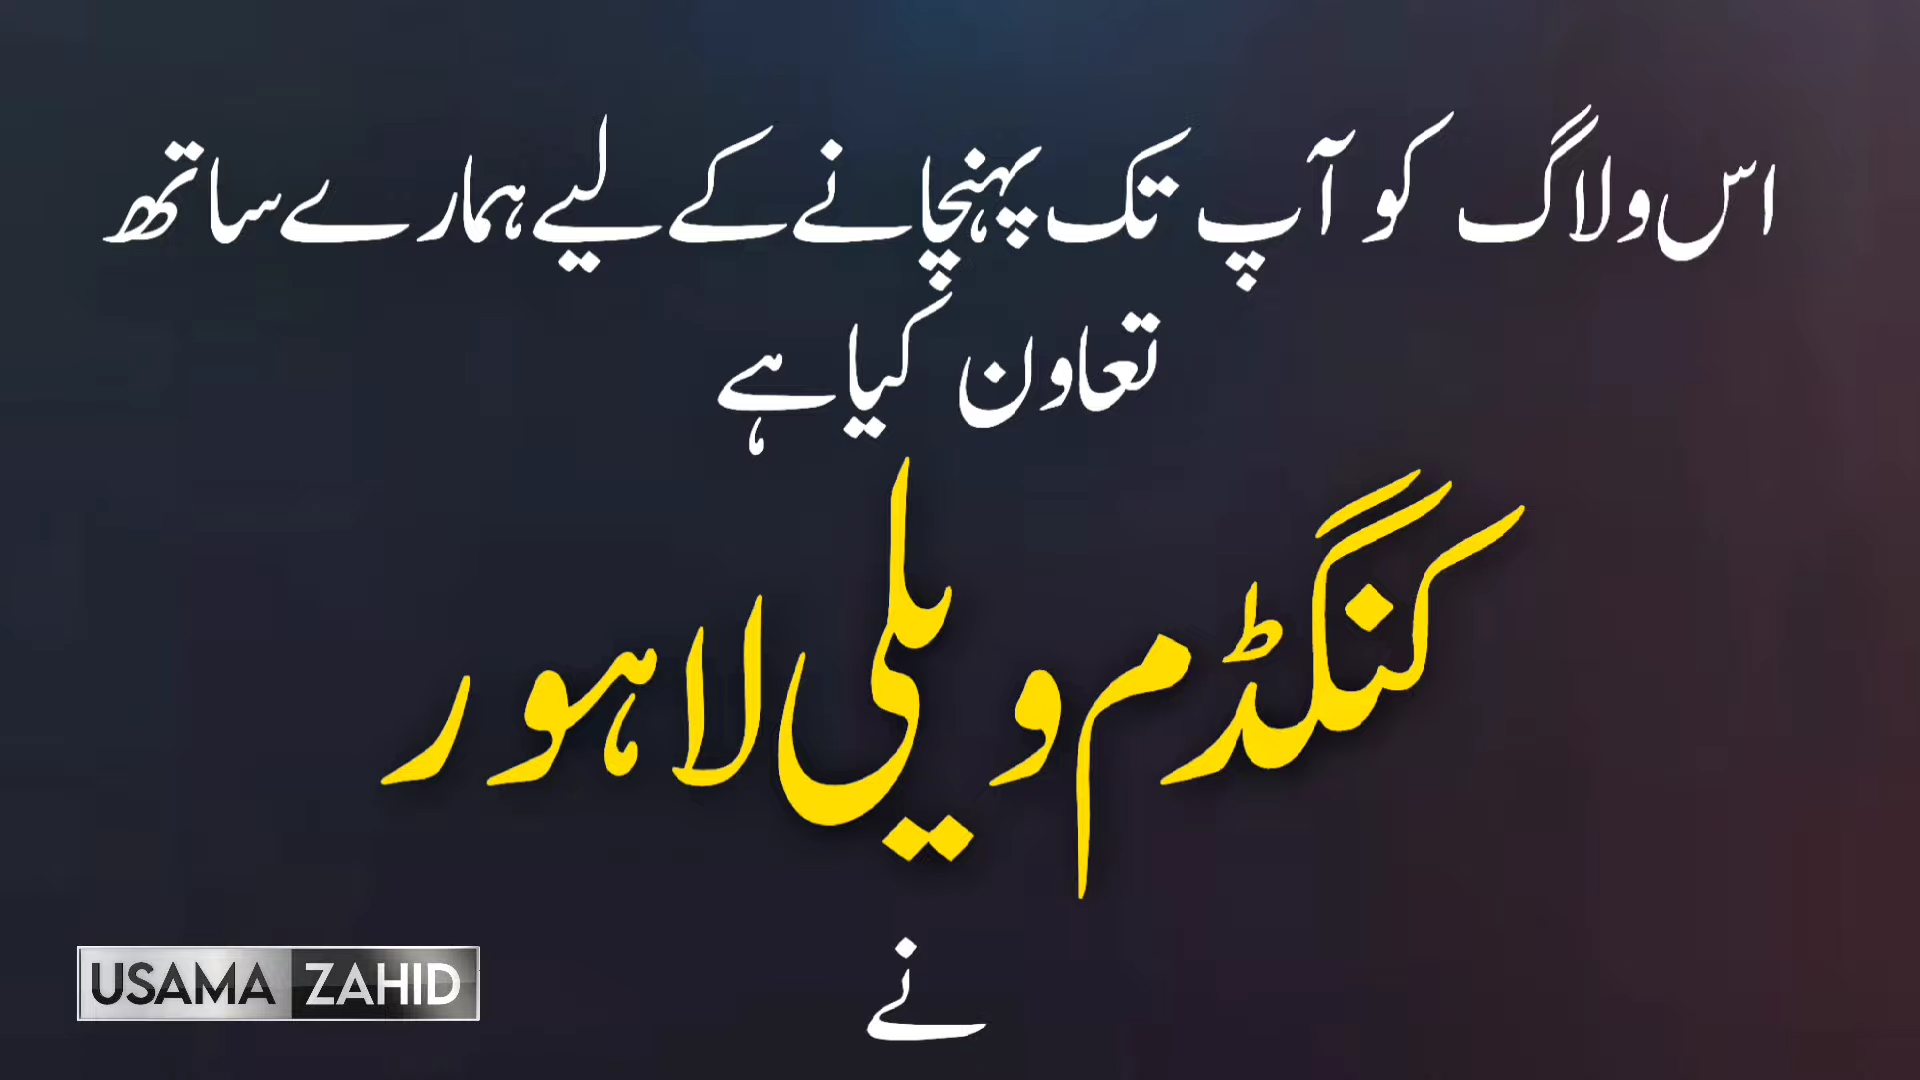 اس ولاگ کو آپ تک پہنچانے کے لیے ہمارے ساتھ
تعاون کیا ہے
کنگڈم ویلی لاہور
نے
USAMA ZAHID